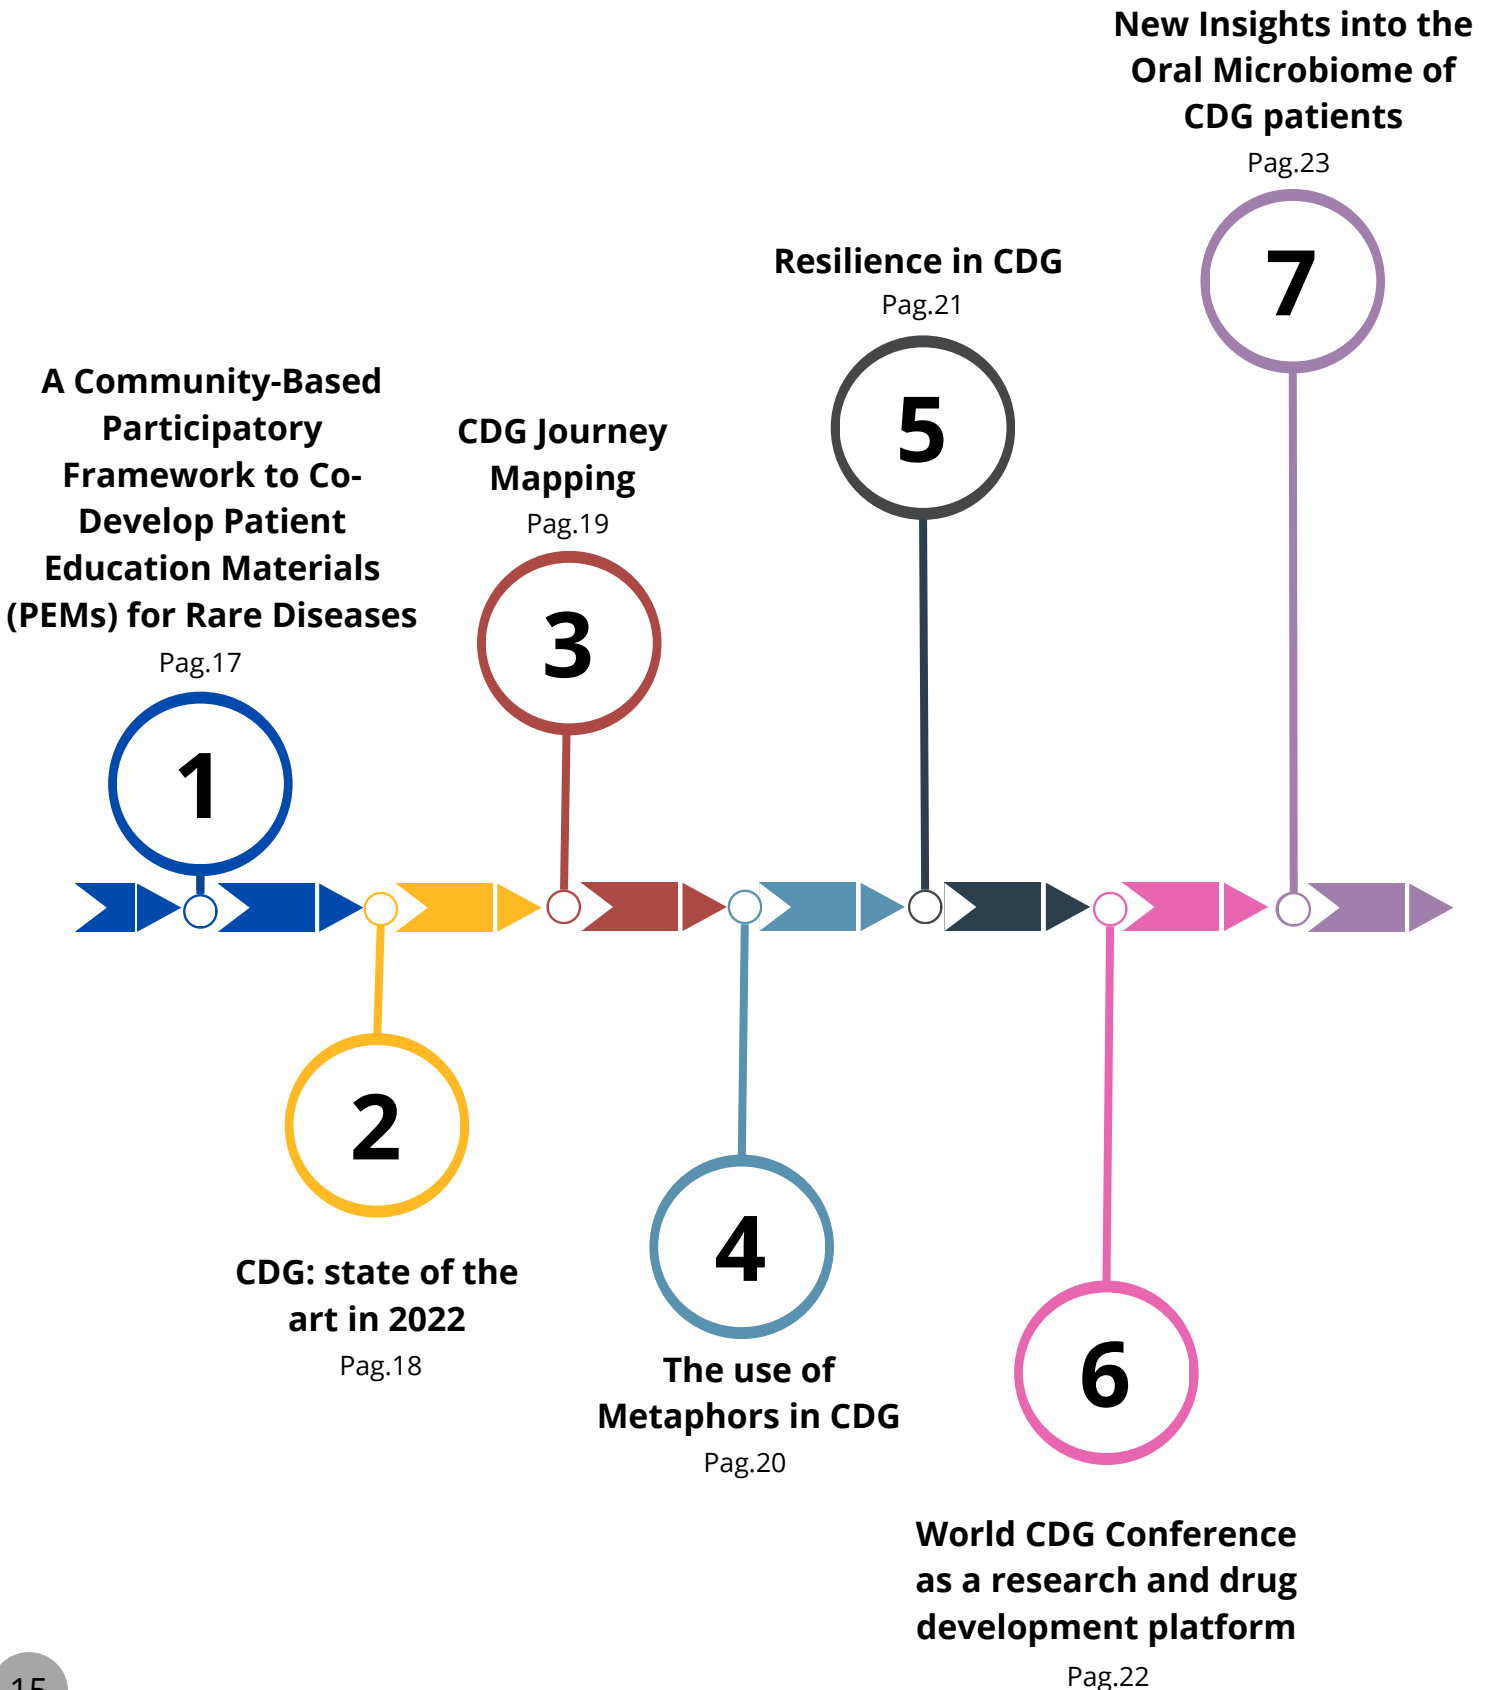 A Community-Based
Participatory
Framework to Co-
Develop Patient
Education Materials
(PEMs) for Rare Diseases
Pag.17
1
2
CDG: state of the
art in 2022
Pag.18
CDG Journey
Mapping
Pag.19
3
4
The use of
Metaphors in CDG
Pag.20
Resilience in CDG
Pag.21
5
6
World CDG Conference
as a research and drug
development platform
Pag.22
New Insights into the
Oral Microbiome of
CDG patients
Pag.23
7
15